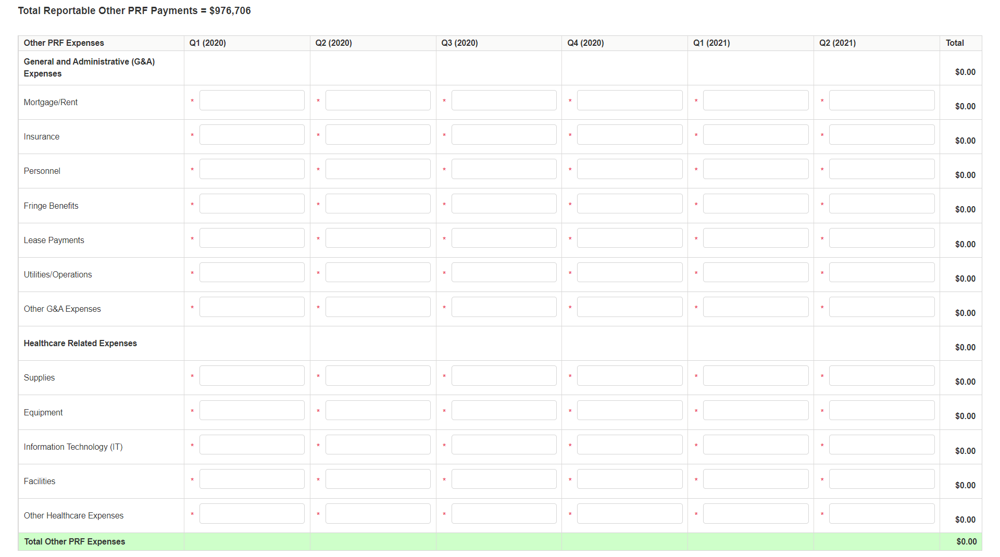 Total Reportable Other PRF Payments = $976,706
Other PRF Expenses Q1 (2020) Q2 (2020) Q3 (2020) Q4 (2020) Q1 (2021) Q2 (2021) Total
General and Administrative (G&A)
Expenses $0.00
Mortgage/Rent * * * * * * $0.00
Insurance * * * * * * $0.00
Personnel * * * * * * $0.00
Fringe Benefits * * * * * * $0.00
Lease Payments * * * * * * $0.00
Utilities/Operations * * * * * * $0.00
Other G&A Expenses * * * * * * $0.00
Healthcare Related Expenses $0.00
Supplies * * * * * * $0.00
Equipment * * * * * * $0.00
Information Technology (IT) * * * * * * $0.00
Facilities * * * * * * $0.00
Other Healthcare Expenses * * * * * * $0.00
Total Other PRF Expenses $0.00